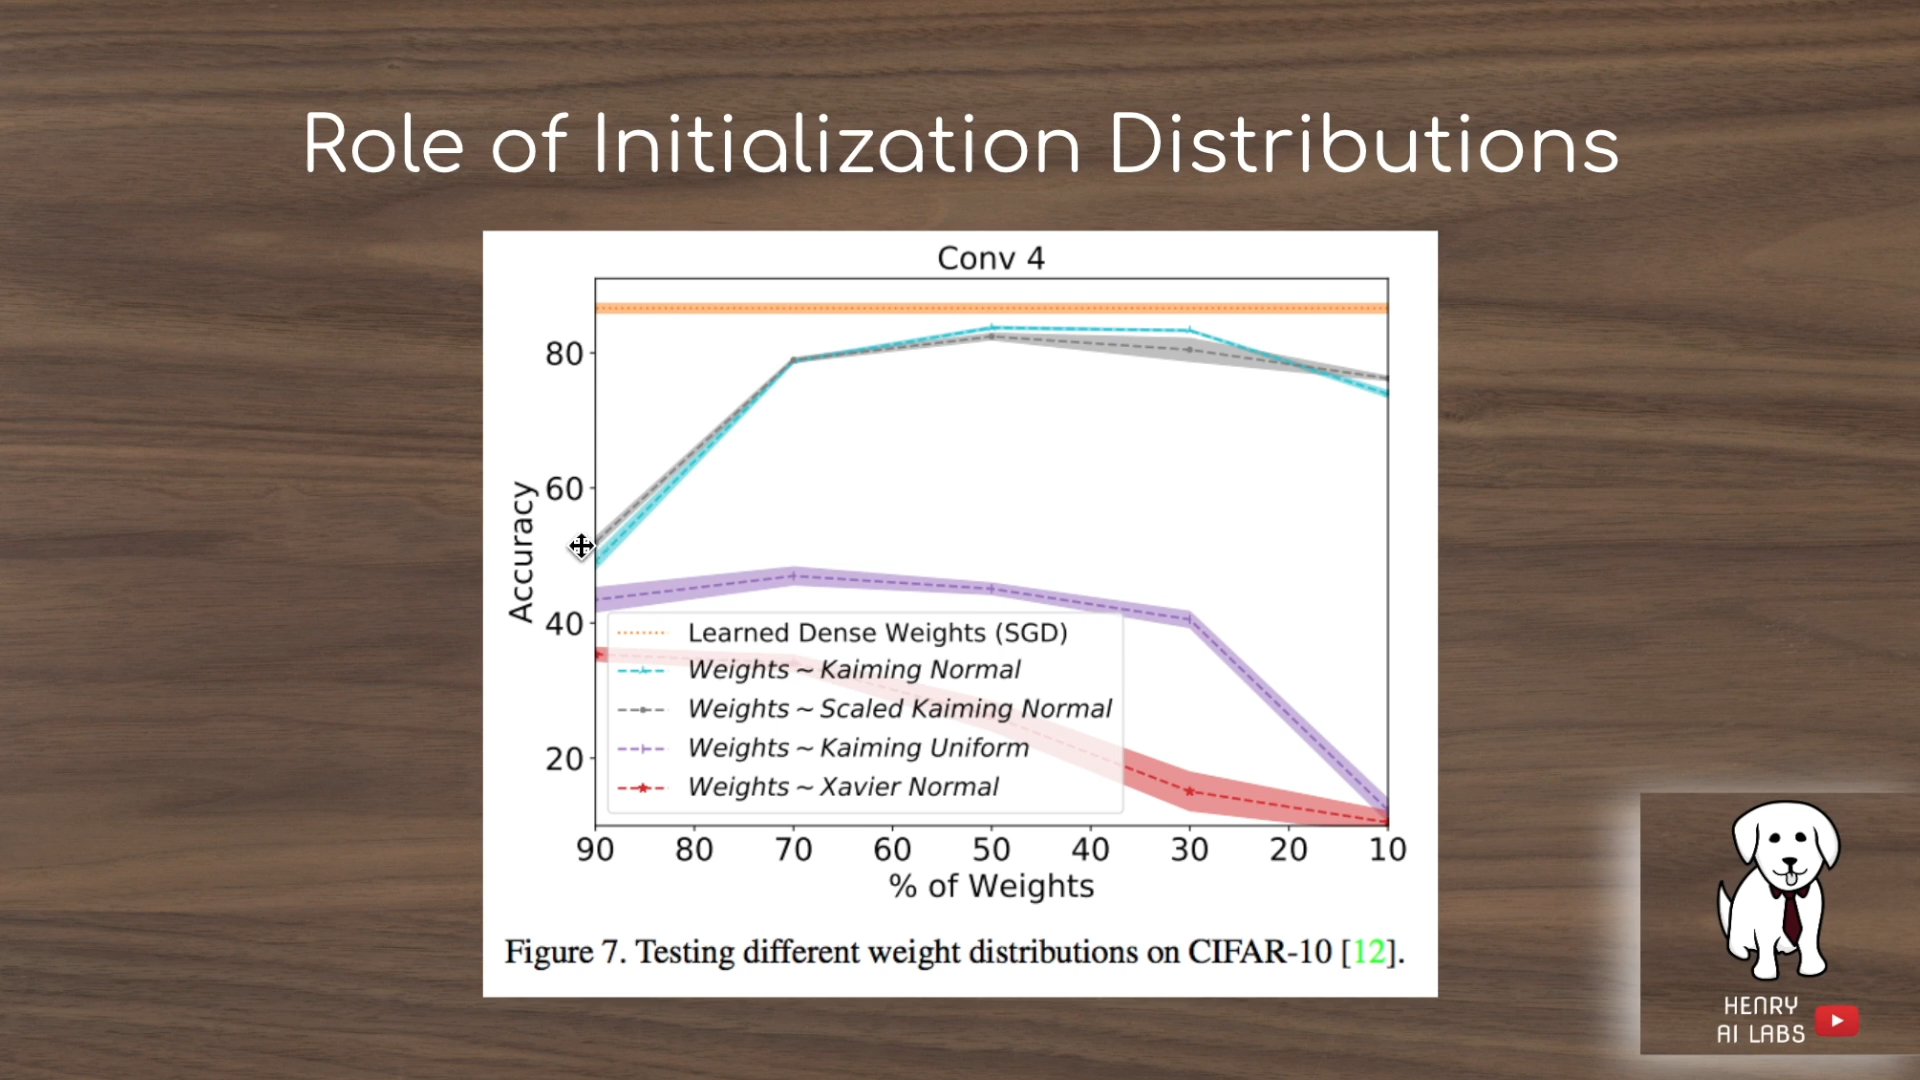 Role of Initialization Distributions
Conv 4
80
60
40
20
Accuracy
Learned Dense Weights (SGD)
Weights ~ Kaiming Normal
Weights ~ Scaled Kaiming Normal
Weights ~ Kaiming Uniform
Weights ~ Xavier Normal
90 80 70 60 50 40 30 20 10
% of Weights
Figure 7. Testing different weight distributions on CIFAR-10 [12].
HENRY
AI LABS